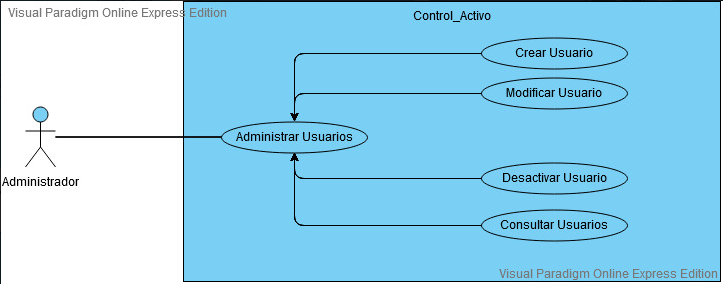 Visual Paradigm Online Express Edition
Control_Activo
Crear Usuario
Modificar Usuario
Administrar Usuarios
Administrador
Desactivar Usuario
Consultar Usuarios
Visual Paradigm Online Express Edition